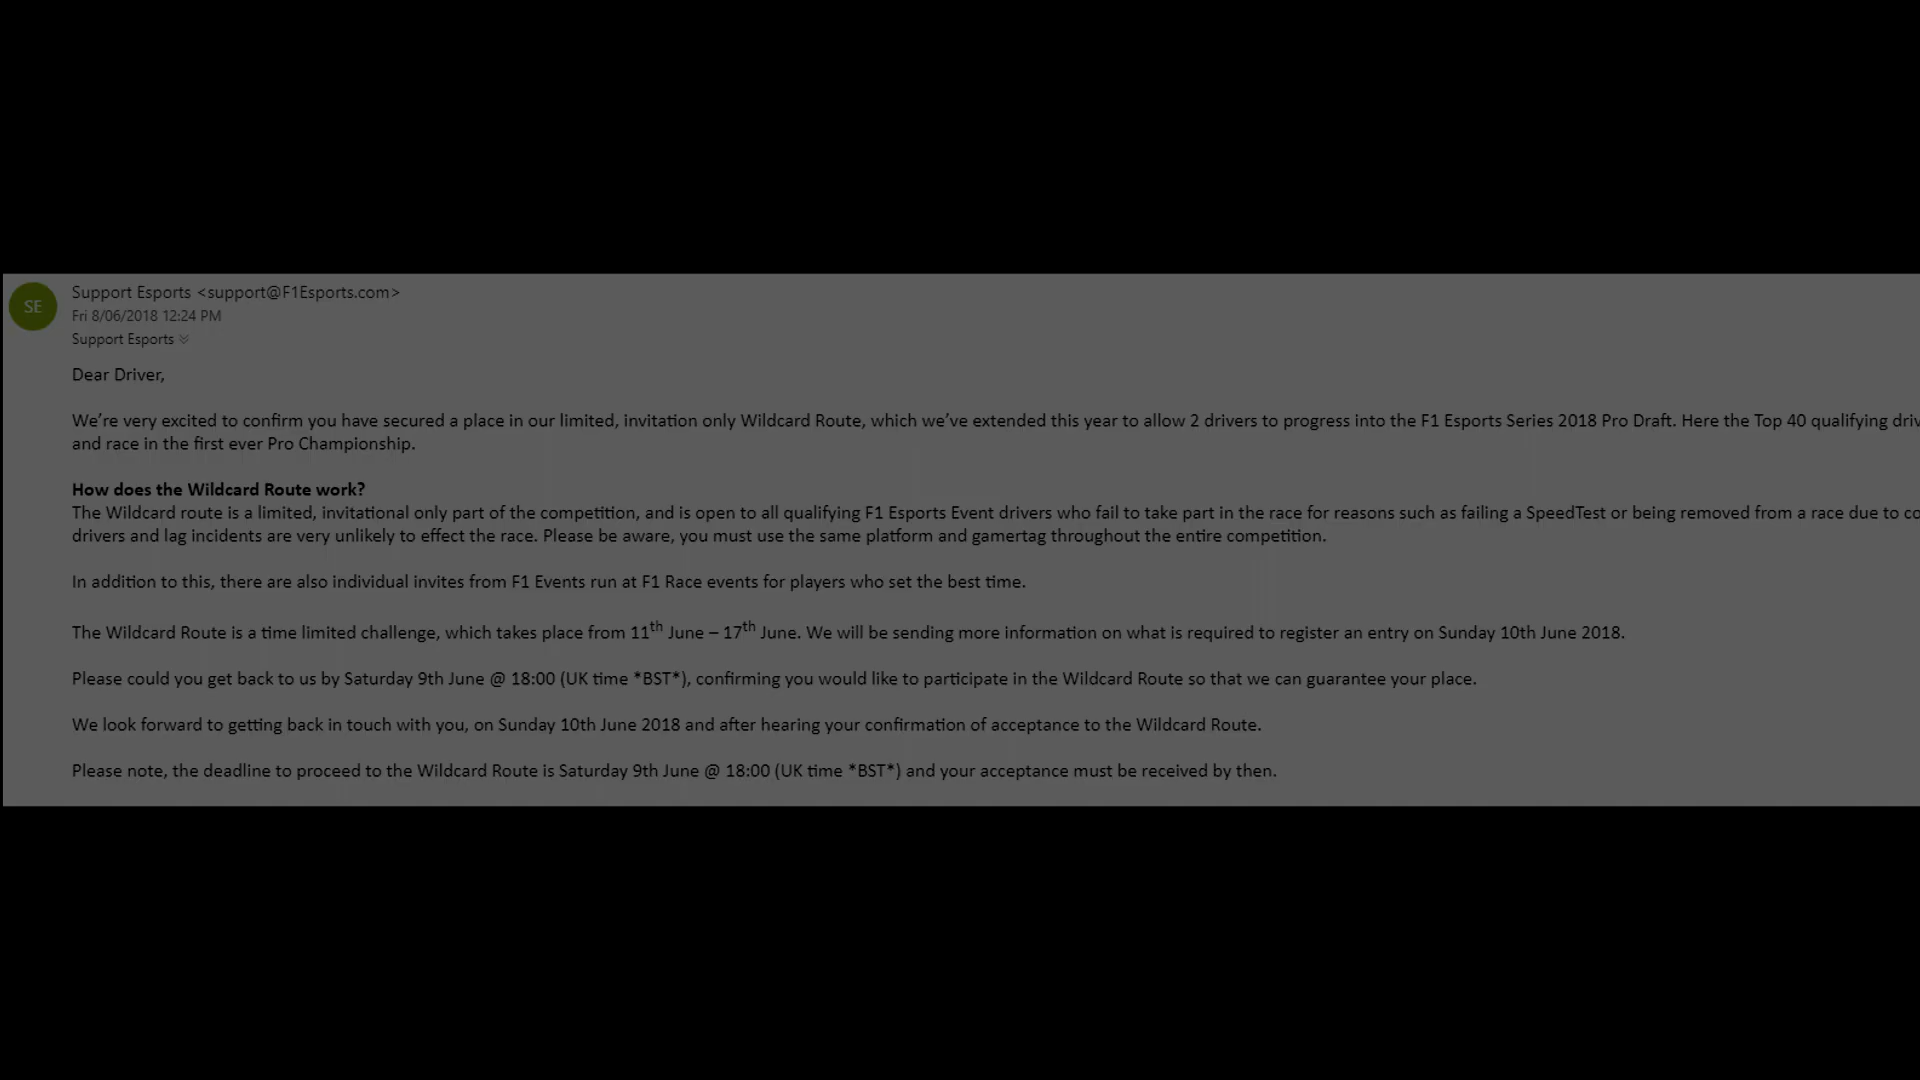 SE
Support Esports <support@F1Esports.com>
Fri 8/06/2018 12:24 PM
Support Esports
Dear Driver,
We're very excited to confirm you have secured a place in our limited, invitation only Wildcard Route, which we've extended this year to allow 2 drivers to progress into the F1 Esports Series 2018 Pro Draft. Here the Top 40 qualifying
and race in the first ever Pro Championship.
How does the Wildcard Route work?
The Wildcard route is a limited, invitational only part of the competition, and is open to all qualifying F1 Esports Event drivers who fail to take part in the race for reasons such as failing a SpeedTest or being removed from a race due to
drivers and lag incidents are very unlikely to effect the race. Please be aware, you must use the same platform and gamertag throughout the entire competition.
In addition to this, there are also individual invites from F1 Events run at F1 Race events for players who set the best time.
The Wildcard Route is a time limited challenge, which takes place from 11th June – 17th June. We will be sending more information on what is required to register an entry on Sunday 10th June 2018.
Please could you get back to us by Saturday 9th June @ 18:00 (UK time *BST*), confirming you would like to participate in the Wildcard Route so that we can guarantee your place.
We look forward to getting back in touch with you, on Sunday 10th June 2018 and after hearing your confirmation of acceptance to the Wildcard Route.
Please note, the deadline to proceed to the Wildcard Route is Saturday 9th June @ 18:00 (UK time *BST*) and your acceptance must be received by then.